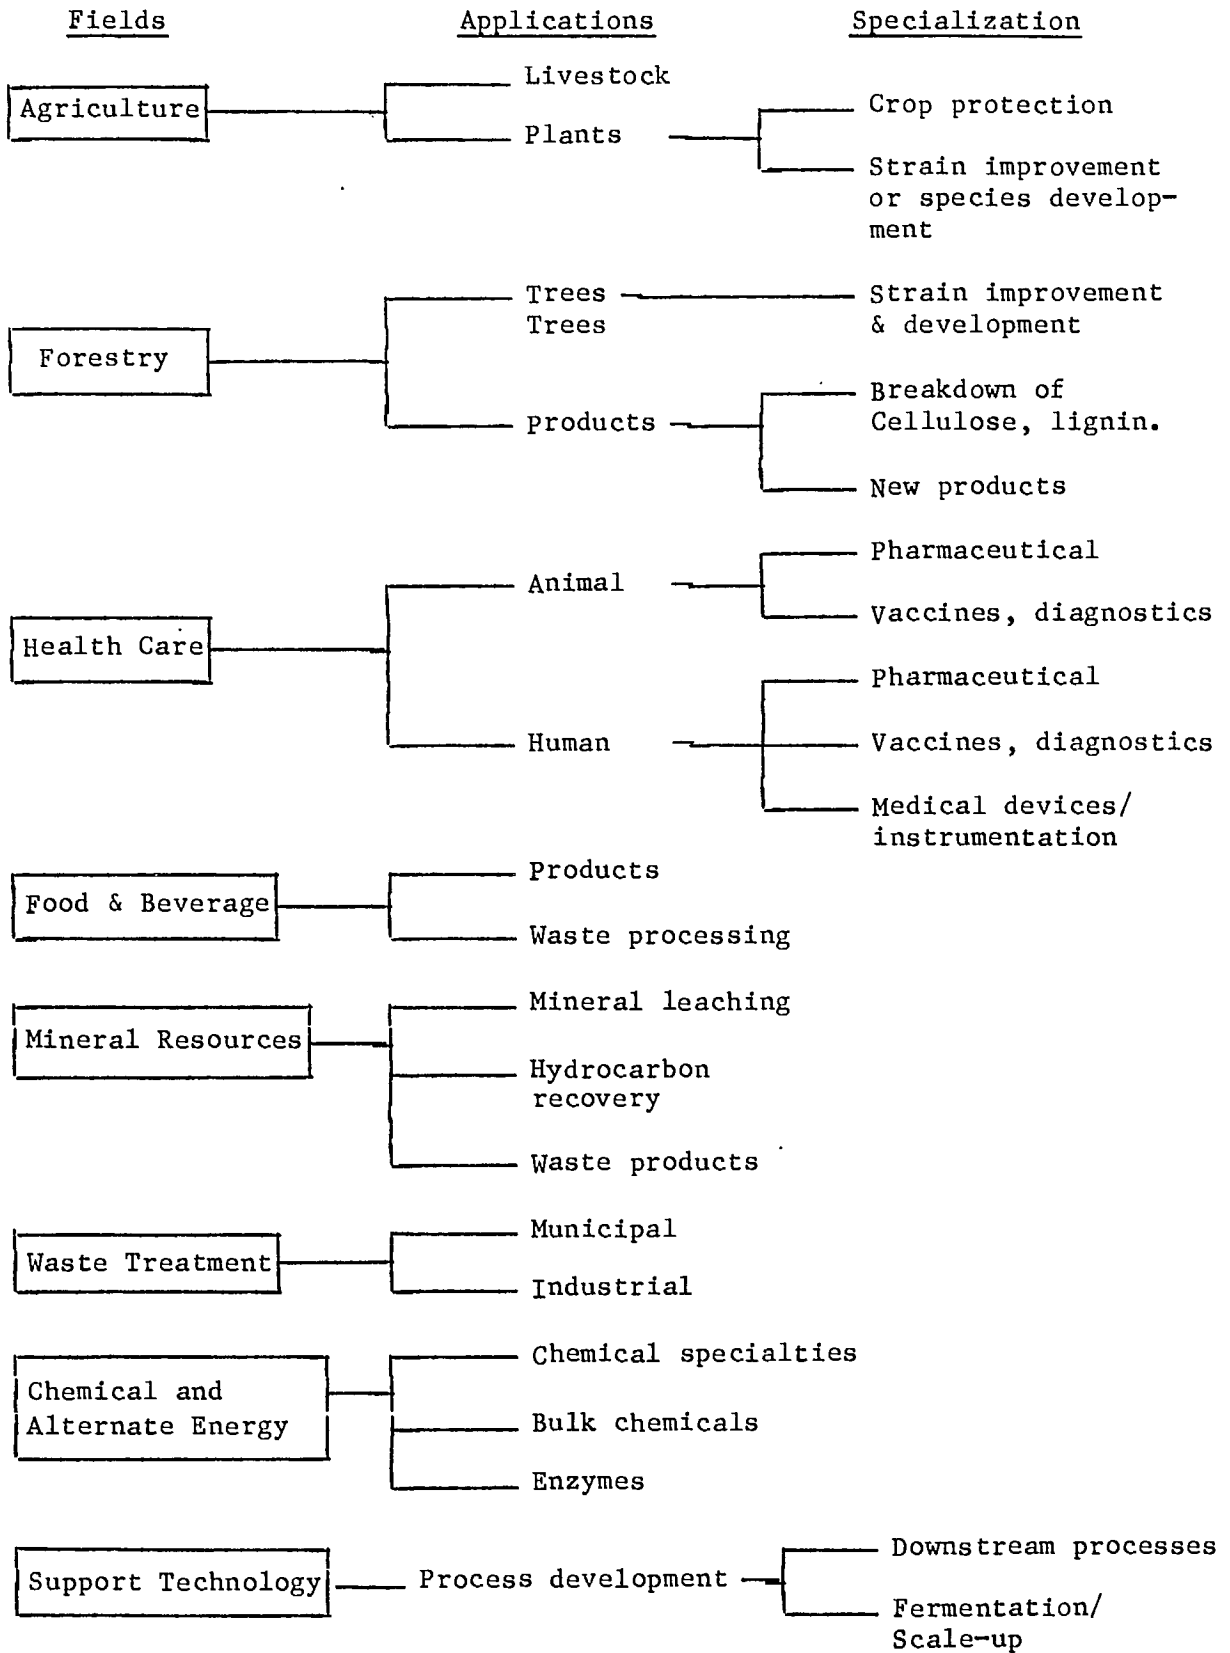 Fields Applications Specialization
Livestock
Agriculture
Crop protection
Plants
Strain improvement
or species develop-
ment
Trees Strain improvement
Trees & development
Forestry
Breakdown of
Products Cellulose, lignin.
New products
Pharmaceutical
Animal
Vaccines, diagnostics
Health Care
Pharmaceutical
Human Vaccines, diagnostics
Medical devices/
instrumentation
Products
Food & Beverage
Waste processing
Mineral leaching
Mineral Resources
Hydrocarbon
recovery
Waste products
Municipal
Waste Treatment
Industrial
Chemical specialties
Chemical and
Alternate Energy
Bulk chemicals
Enzymes
Downstream processes
Support Technology Process development
Fermentation/
Scale-up